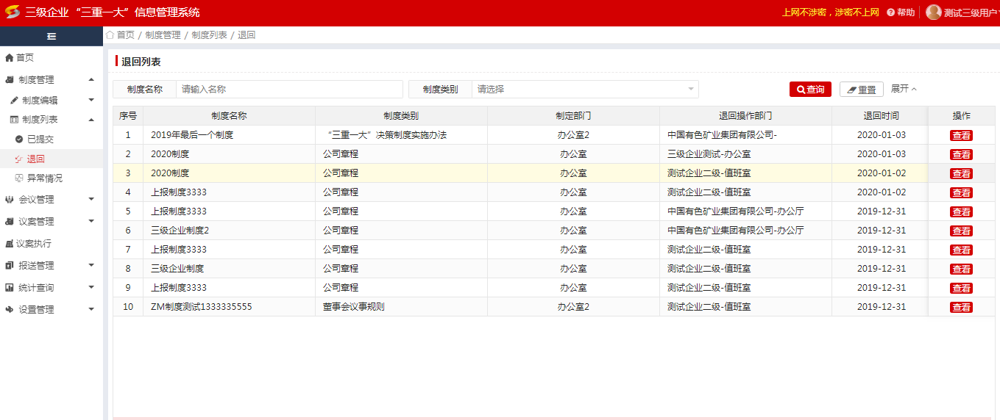 三级企业 “三重一大” 信息管理系统
上网不涉密，涉密不上网 帮助 测试三级用户
首页 / 制度管理 / 制度列表 / 退回
首页
制度管理
制度编辑
制度列表
已提交
退回
异常情况
会议管理
议案管理
议案执行
报送管理
统计查询
设置管理
退回列表
制度名称 请输入名称 制度类别 请选择 查询 重置 展开
序号 制度名称 制度类别 制定部门 退回操作部门 退回时间 操作
1 2019年最后一个制度 “三重一大”决策制度实施办法 办公室2 中国有色矿业集团有限公司- 2020-01-03 查看
2 2020制度 公司章程 办公室 三级企业测试-办公室 2020-01-03 查看
3 2020制度 公司章程 办公室 测试企业二级-值班室 2020-01-02 查看
4 上报制度3333 公司章程 办公室 测试企业二级-值班室 2020-01-02 查看
5 上报制度3333 公司章程 办公室 中国有色矿业集团有限公司-办公厅 2019-12-31 查看
6 三级企业制度2 公司章程 办公室 中国有色矿业集团有限公司-办公厅 2019-12-31 查看
7 上报制度3333 公司章程 办公室 测试企业二级-值班室 2019-12-31 查看
8 三级企业制度 公司章程 办公室 测试企业二级-值班室 2019-12-31 查看
9 上报制度3333 公司章程 办公室 测试企业二级-值班室 2019-12-31 查看
10 ZM制度测试1333335555 董事会议事规则 办公室2 测试企业二级-值班室 2019-12-31 查看